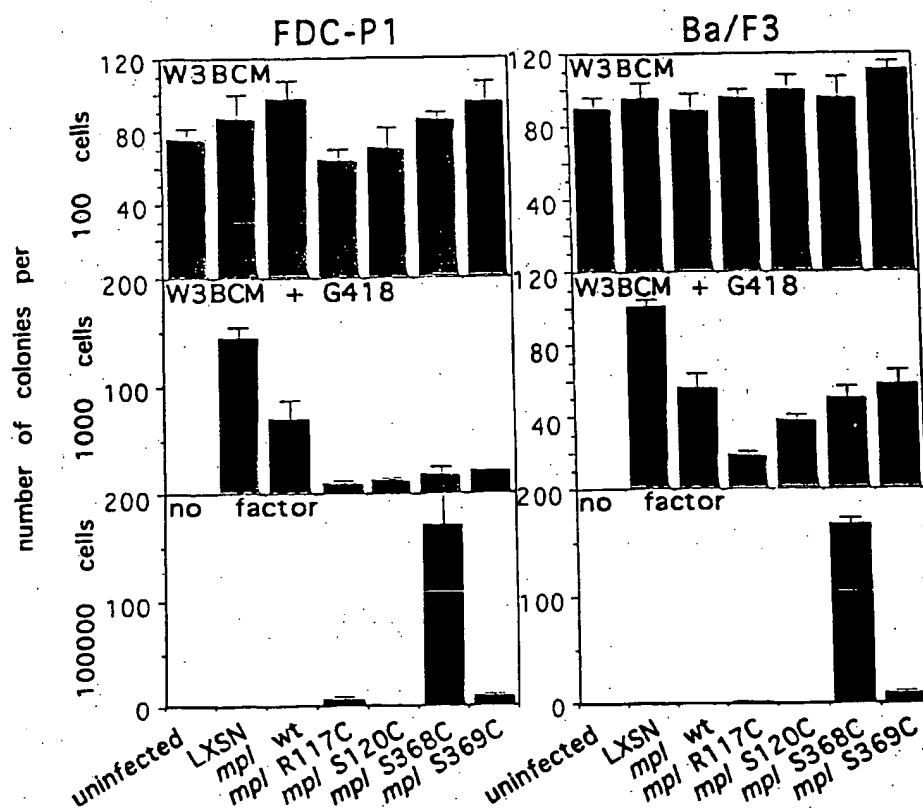 FDC-P1
Ba/F3
number of colonies per
100 cells
1000 cells
100000 cells
120
80
40
W3BCM
200
100
W3BCM + G418
200
100
0
no factor
120
80
40
W3BCM
120
80
40
W3BCM + G418
200
100
0
no factor
uninfected
LXSN
mpl wt
mpl R117C
mpl S120C
mpl S368C
mpl S369C
uninfected
LXSN
mpl wt
mpl R117C
mpl S120C
mpl S368C
mpl S369C